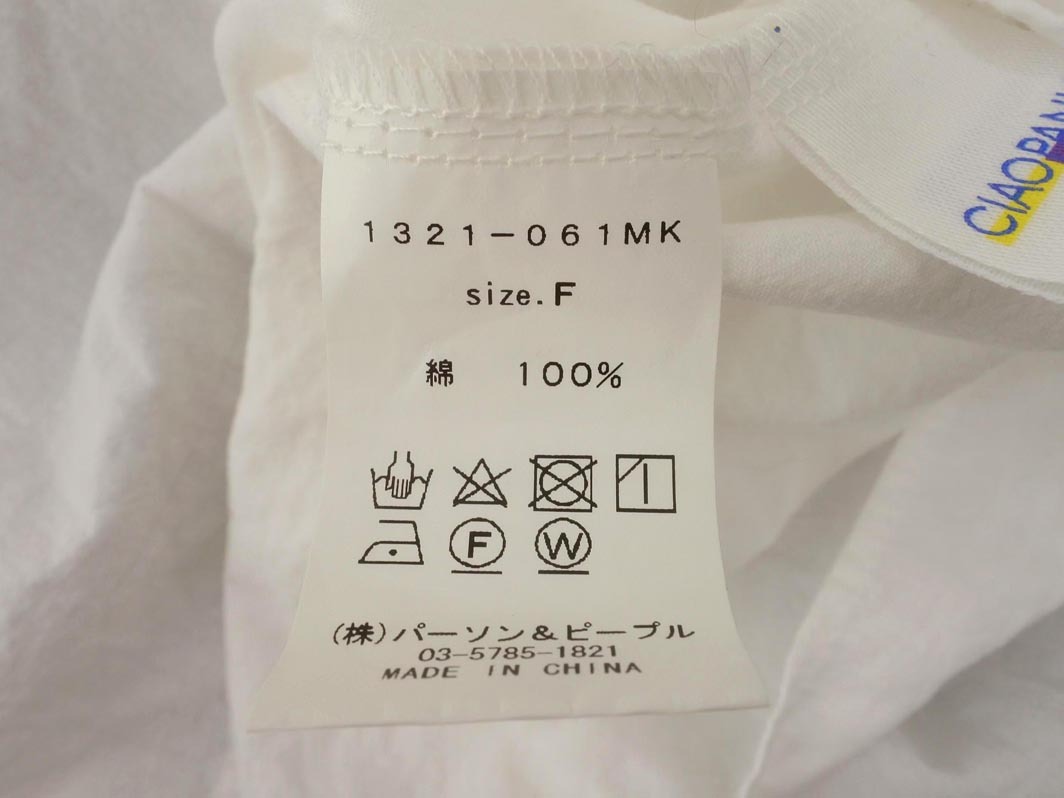 1321-061MK
size.F
綿 100%
F W
(株)パーソン&ピープル
03-5785-1821
MADE IN CHINA